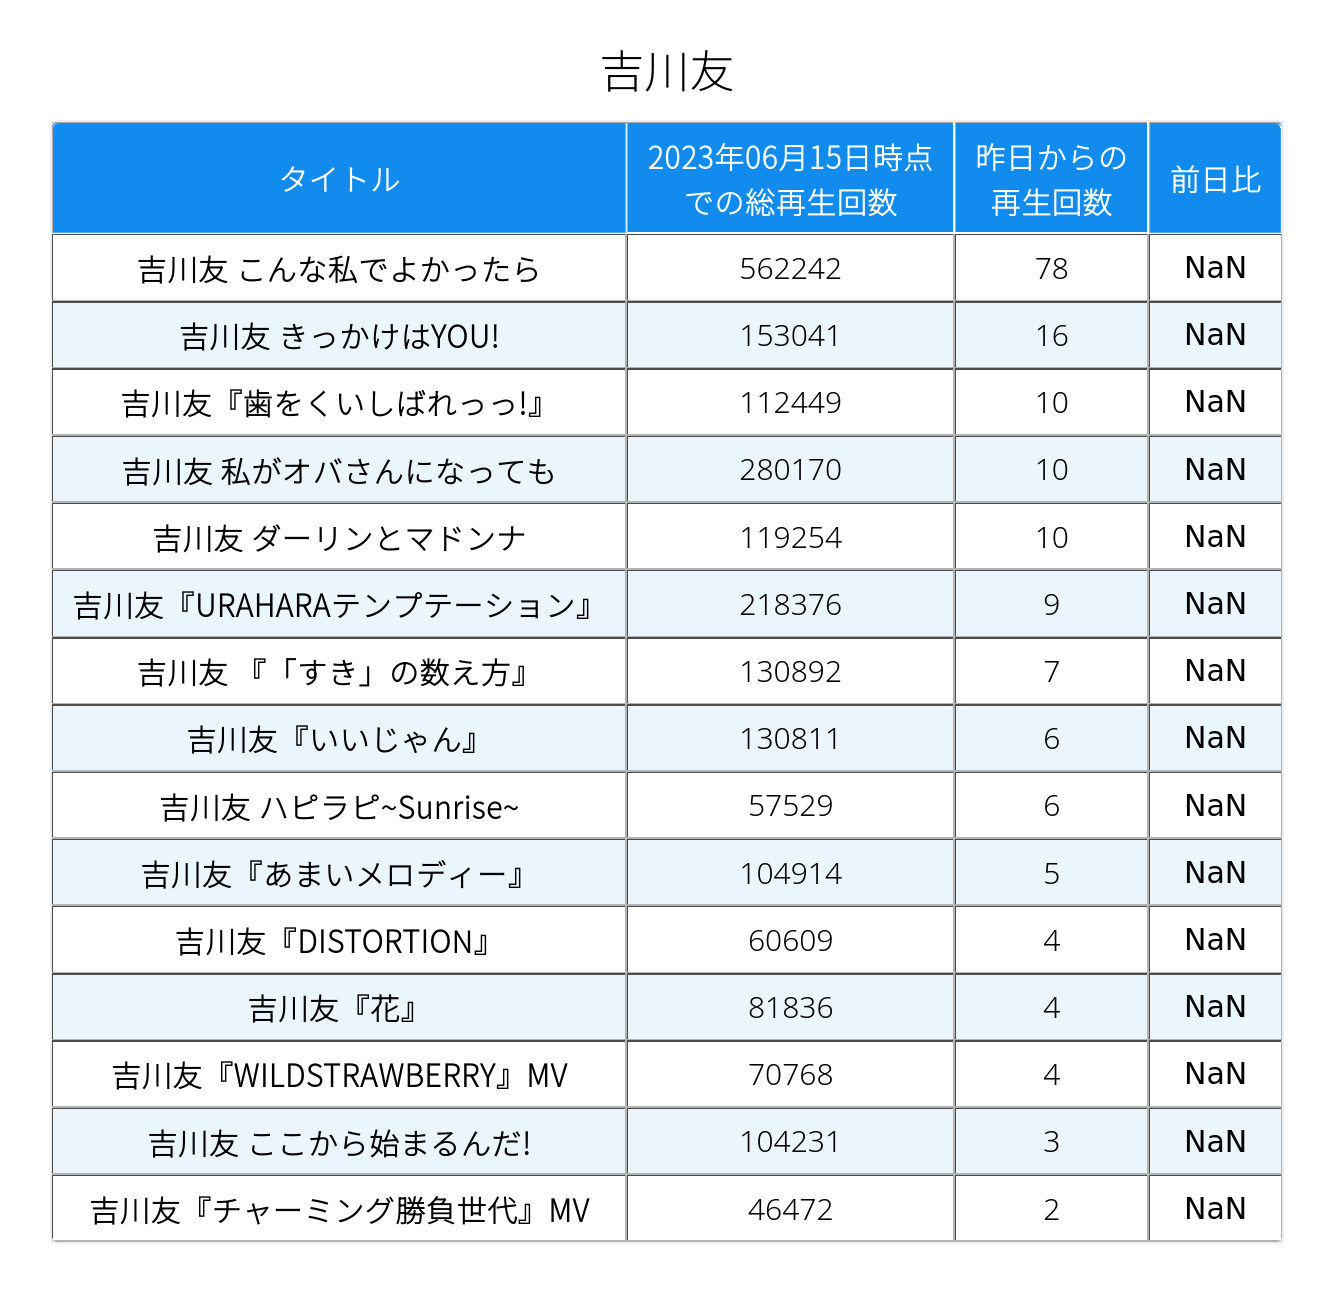 吉川友
タイトル 2023年06月15日時点での総再生回数 昨日からの再生回数 前日比
吉川友 こんな私でよかったら 562242 78 NaN
吉川友 きっかけはYOU! 153041 16 NaN
吉川友『歯をくいしばれっっ!』 112449 10 NaN
吉川友 私がオバさんになっても 280170 10 NaN
吉川友 ダーリンとマドンナ 119254 10 NaN
吉川友『URAHARAテンプテーション』 218376 9 NaN
吉川友 『「すき」の数え方』 130892 7 NaN
吉川友『いいじゃん』 130811 6 NaN
吉川友 ハピラピ~Sunrise~ 57529 6 NaN
吉川友『あまいメロディー』 104914 5 NaN
吉川友『DISTORTION』 60609 4 NaN
吉川友『花』 81836 4 NaN
吉川友『WILDSTRAWBERRY』MV 70768 4 NaN
吉川友 ここから始まるんだ! 104231 3 NaN
吉川友『チャーミング勝負世代』MV 46472 2 NaN